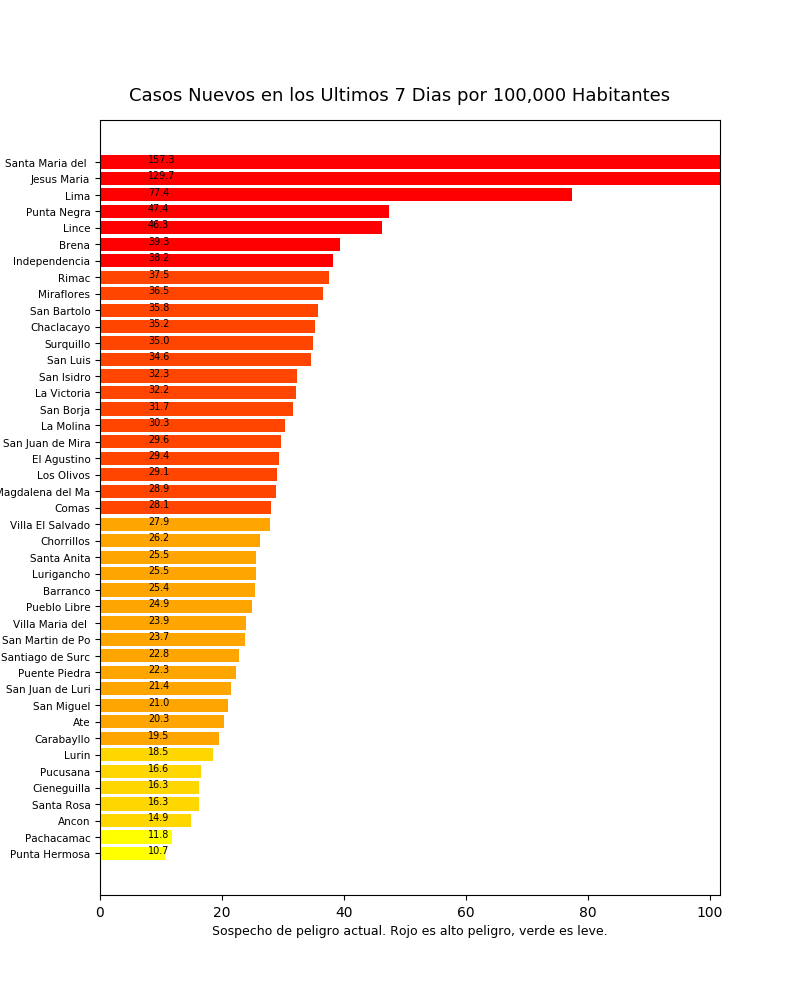 Casos Nuevos en los Ultimos 7 Dias por 100,000 Habitantes
Santa Maria del 157.3
Jesus Maria 129.7
Lima 77.4
Punta Negra 47.4
Lince 46.3
Brena 39.3
Independencia 38.2
Rimac 37.5
Miraflores 36.5
San Bartolo 35.8
Chaclacayo 35.2
Surquillo 35.0
San Luis 34.6
San Isidro 32.3
La Victoria 32.2
San Borja 31.7
La Molina 30.3
San Juan de Mira 29.6
El Agustino 29.4
Los Olivos 29.1
Magdalena del Ma 28.9
Comas 28.1
Villa El Salvado 27.9
Chorrillos 26.2
Santa Anita 25.5
Lurigancho 25.5
Barranco 25.4
Pueblo Libre 24.9
Villa Maria del 23.9
San Martin de Po 23.7
Santiago de Surc 22.8
Puente Piedra 22.3
San Juan de Luri 21.4
San Miguel 21.0
Ate 20.3
Carabayllo 19.5
Lurin 18.5
Pucusana 16.6
Cieneguilla 16.3
Santa Rosa 16.3
Ancon 14.9
Pachacamac 11.8
Punta Hermosa 10.7
0 20 40 60 80 100
Sospecho de peligro actual. Rojo es alto peligro, verde es leve.